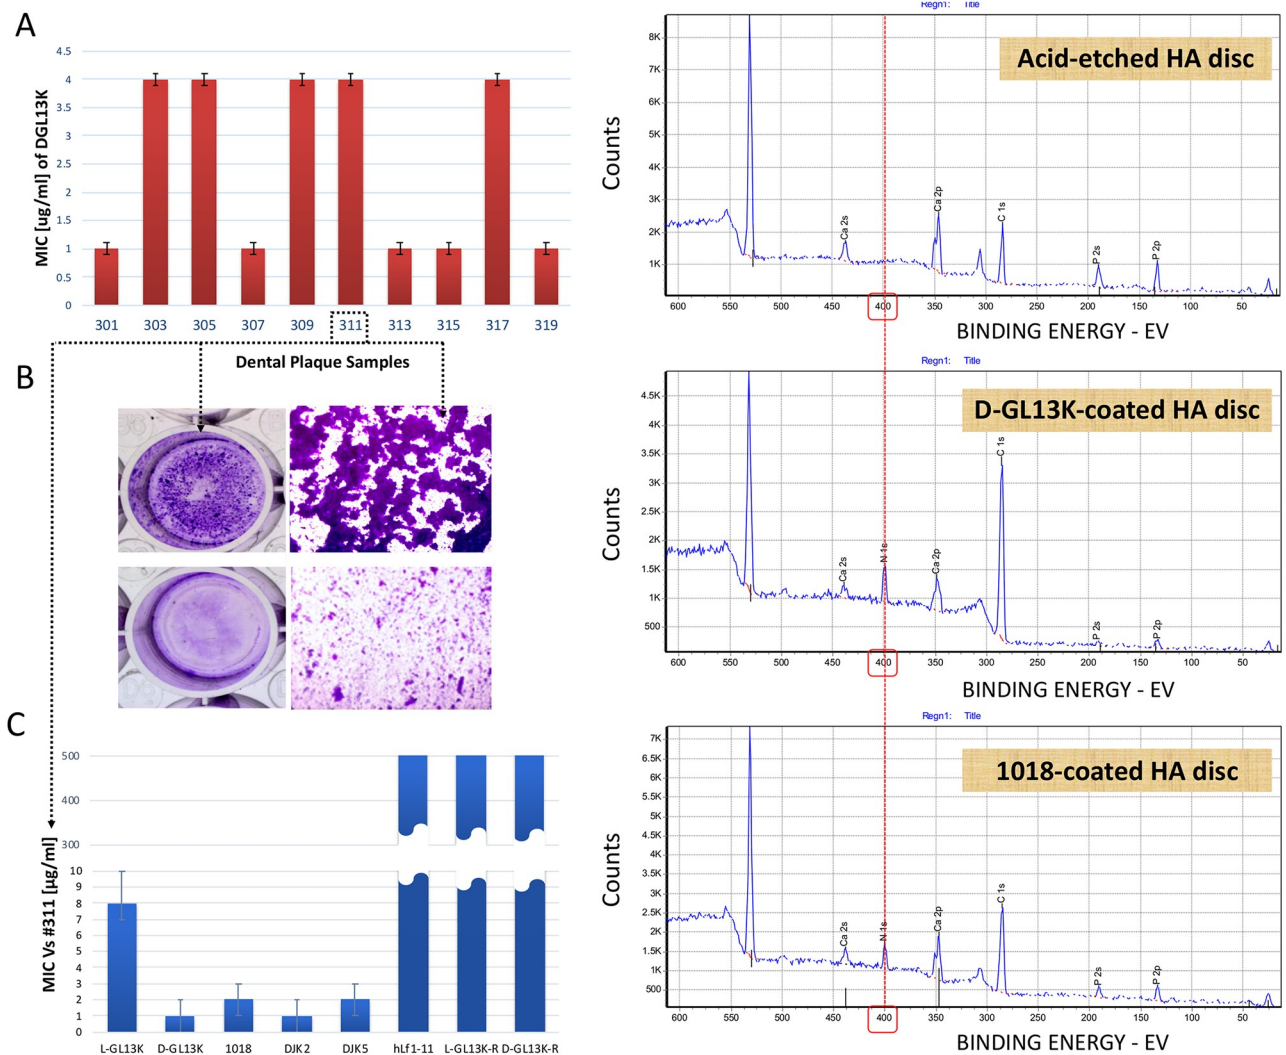 A
MIC [ug/ml] of DGL13K
4.5
4
3.5
3
2.5
2
1.5
1
0.5
0
301 303 305 307 309 311 313 315 317 319
Dental Plaque Samples
B
C
MIC Vs #311 [µg/ml]
500
400
300
10
9
8
7
6
5
4
3
2
1
0
L-GL13K D-GL13K 1018 DJK2 DJK5 hLf1-11 L-GL13K-R D-GL13K-R
Regn1: Title
Acid-etched HA disc
Counts
8K
7K
6K
5K
4K
3K
2K
1K
Ca 2s
Ca 2p
C 1s
P 2s
P 2p
600 550 500 450 400 350 300 250 200 150 100 50
BINDING ENERGY - EV
Regn1: Title
D-GL13K-coated HA disc
Counts
4.5K
4K
3.5K
3K
2.5K
2K
1.5K
1K
500
Ca 2s
N 1s
Ca 2p
C 1s
P 2s
P 2p
600 550 500 450 400 350 300 250 200 150 100 50
BINDING ENERGY - EV
Regn1: Title
1018-coated HA disc
Counts
7K
6.5K
5.5K
5K
4.5K
4K
3.5K
3K
2.5K
2K
1.5K
1K
500
Ca 2s
N 1s
Ca 2p
C 1s
P 2s
P 2p
600 550 500 450 400 350 300 250 200 150 100 50
BINDING ENERGY - EV